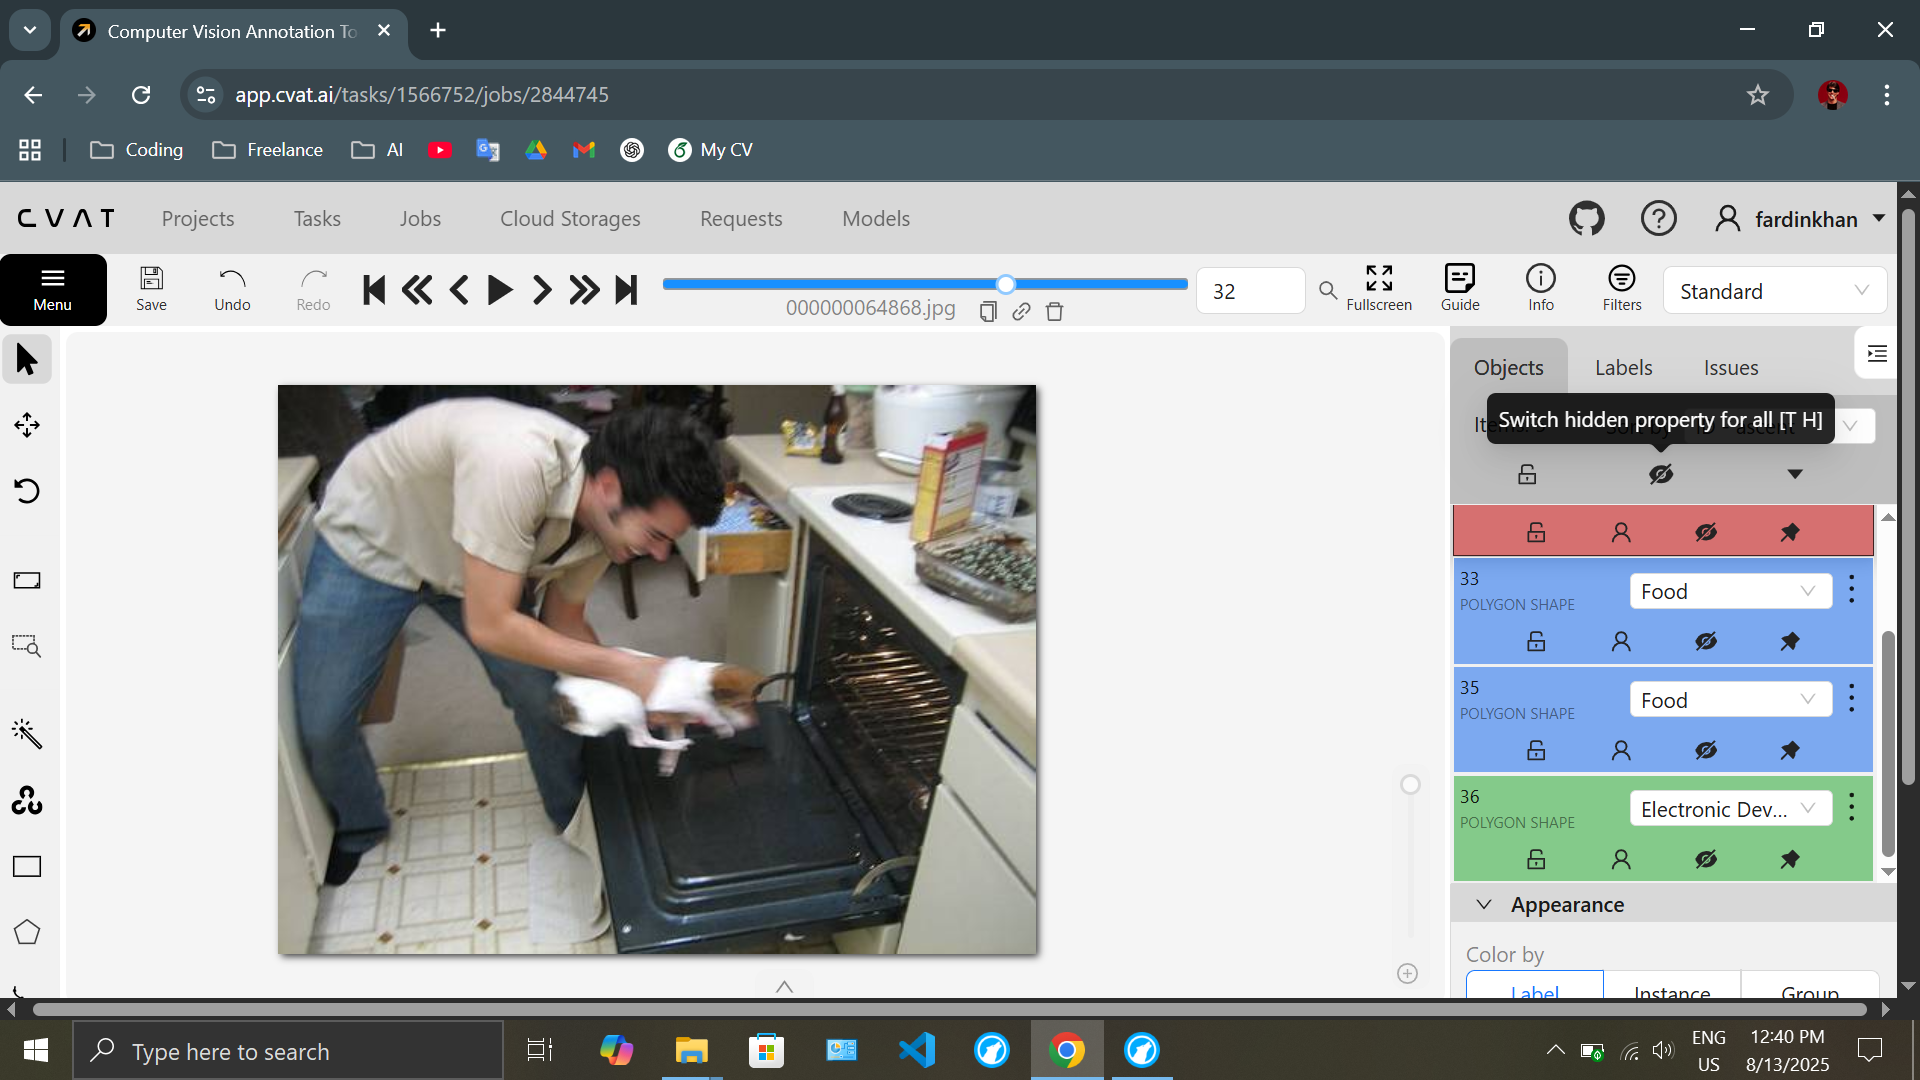 Computer Vision Annotation To
app.cvat.ai/tasks/1566752/jobs/2844745
Coding
Freelance
AI
My CV
CVAT
Projects
Tasks
Jobs
Cloud Storages
Requests
Models
fardinkhan
Menu
Save
Undo
Redo
000000064868.jpg
32
Fullscreen
Guide
Info
Filters
Standard
Objects
Labels
Issues
Switch hidden property for all [T H]
33
POLYGON SHAPE
Food
35
POLYGON SHAPE
Food
36
POLYGON SHAPE
Electronic Dev...
Appearance
Color by
Label
Instance
Group
Type here to search
ENG
US
12:40 PM
8/13/2025